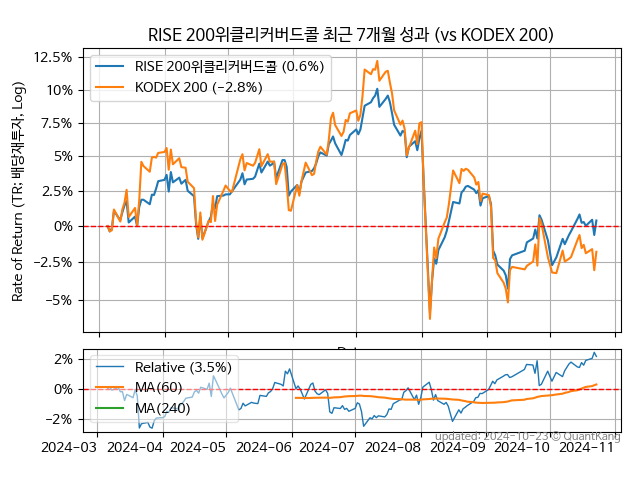 RISE 200위클리커버드콜 최근 7개월 성과 (vs KODEX 200)
Rate of Return (TR: 배당재투자, Log)
12.5%
10%
7.5%
5%
2.5%
0%
−2.5%
−5%
RISE 200위클리커버드콜 (0.6%)
KODEX 200 (−2.8%)
2%
0%
−2%
Relative (3.5%)
MA(60)
MA(240)
2024−03 2024−04 2024−05 2024−06 2024−07 2024−08 2024−09 2024−10 2024−11
updated: 2024−10−23 © QuantKang